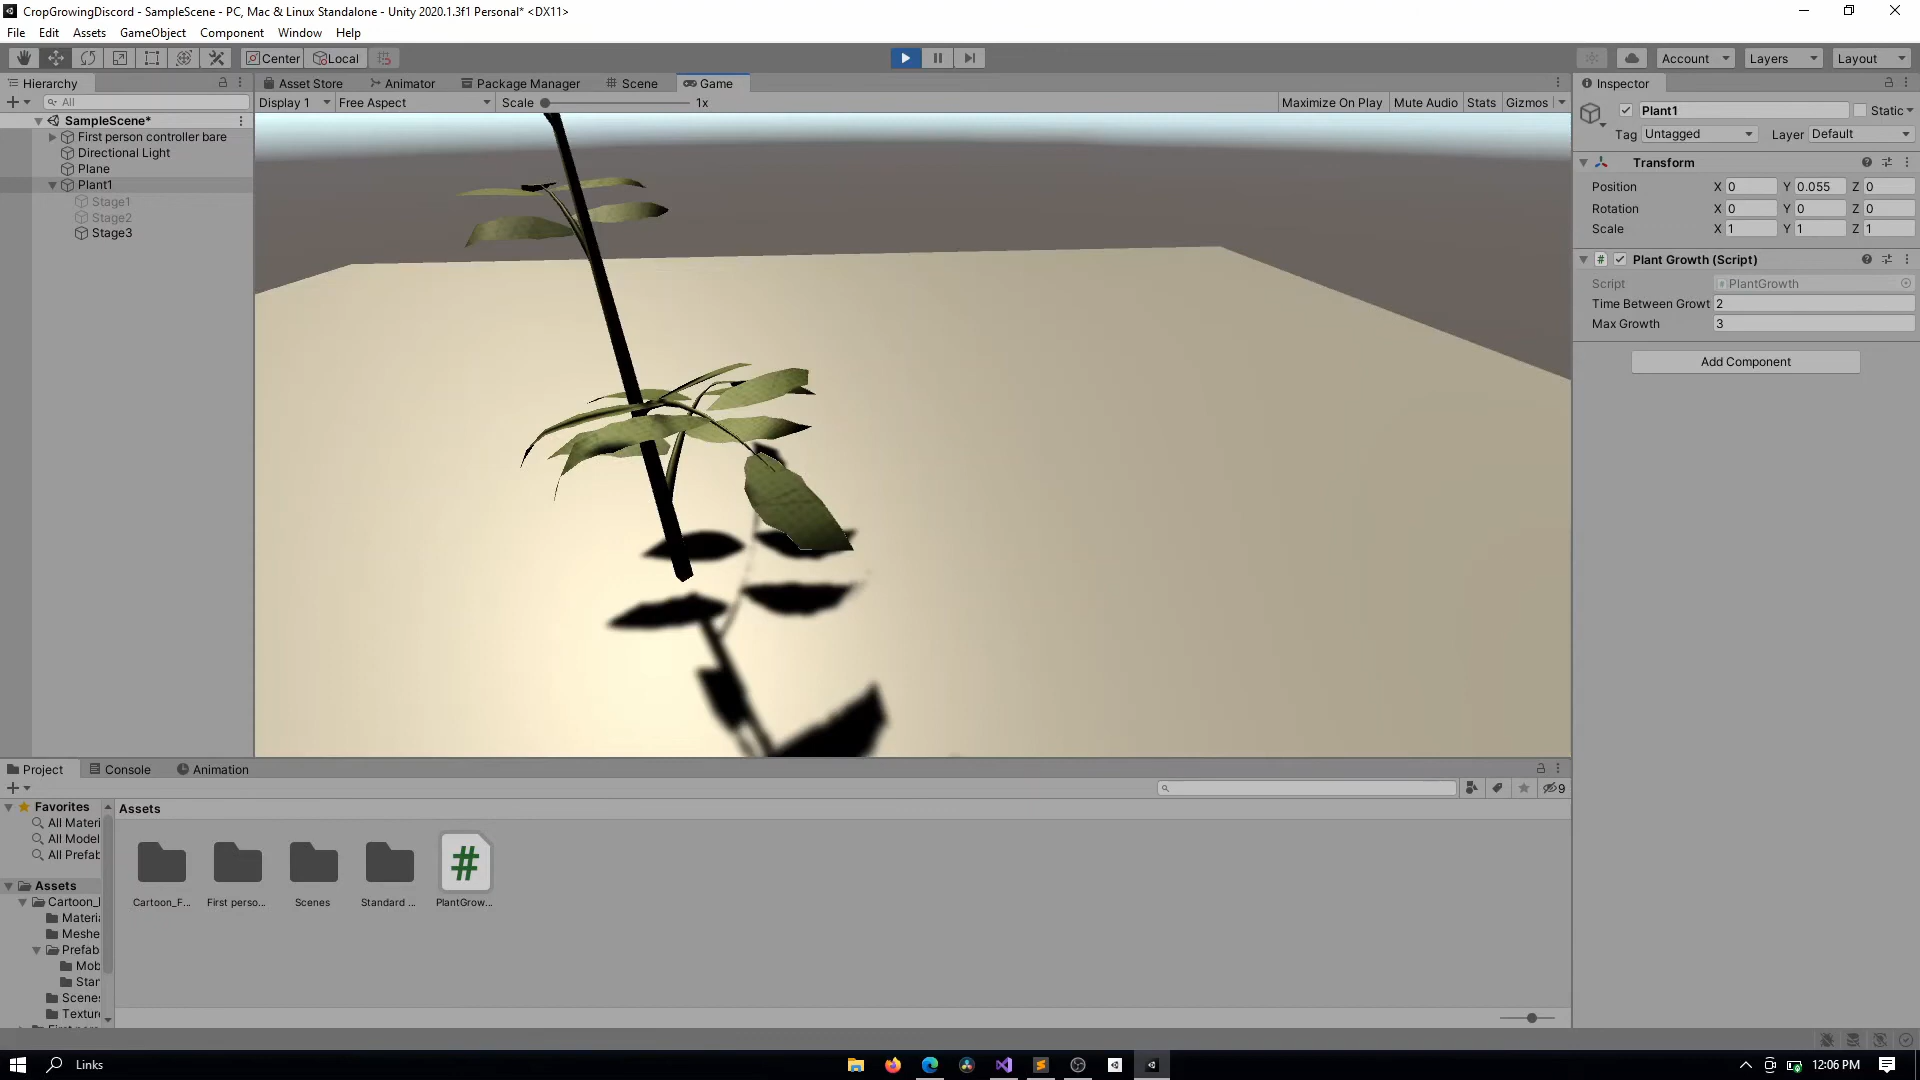 CropGrowingDiscord - SampleScene - PC, Mac & Linux Standalone - Unity 2020.1.3f1 Personal* <DX11>
File Edit Assets GameObject Component Window Help
Center Local Account Layers Layout
Hierarchy Asset Store Animator Package Manager Scene Game Inspector
All Display 1 Free Aspect Scale 1x Maximize On Play Mute Audio Stats Gizmos
Plant1 Static
SampleScene*
First person controller bare
Directional Light
Plane
Plant1
Stage1
Stage2
Stage3
Tag Untagged Layer Default
Transform
Position X 0 Y 0.055 Z 0
Rotation X 0 Y 0 Z 0
Scale X 1 Y 1 Z 1
Plant Growth (Script)
Script PlantGrowth
Time Between Growt 2
Max Growth 3
Add Component
Project Console Animation
9
Favorites
All Materi
All Model
All Prefab
Assets
Cartoon_l
Materi
Meshe
Prefab
Mob
Star
Scene
Textur
Assets
Cartoon_F...
First perso...
Scenes
Standard ...
PlantGrow...
Links
12:06 PM